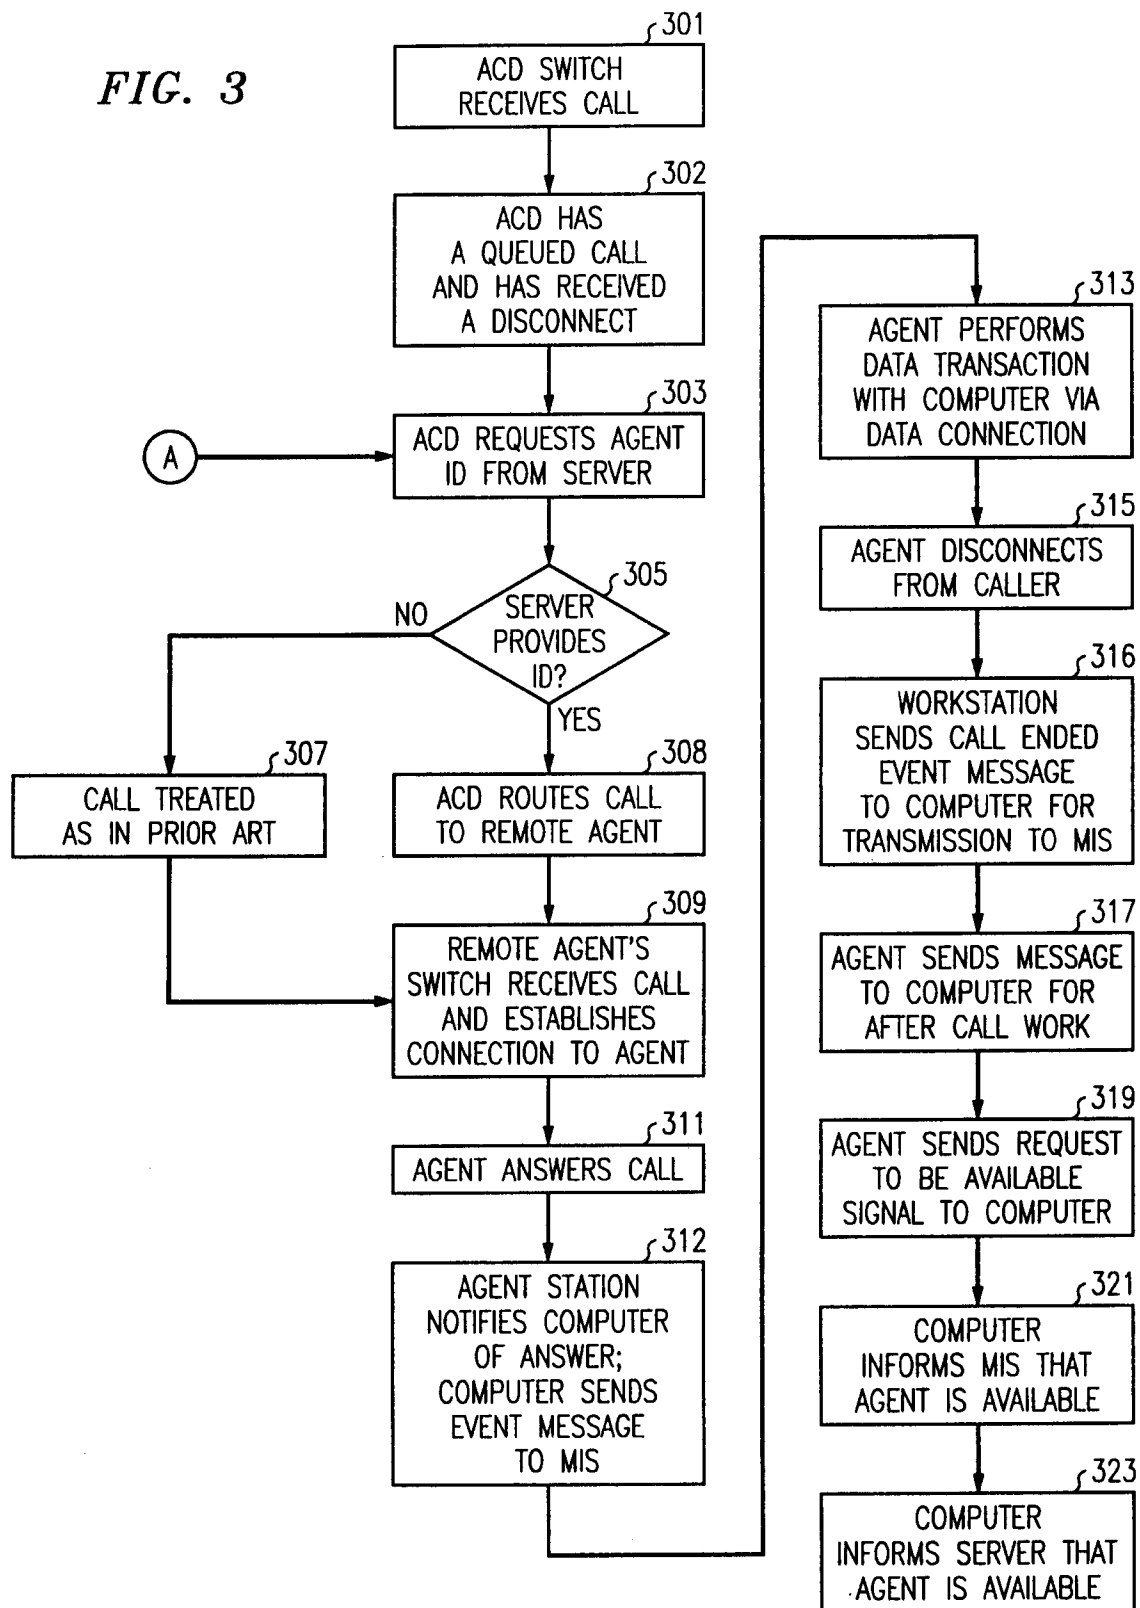 FIG. 3
301
ACD SWITCH
RECEIVES CALL
302
ACD HAS
A QUEUED CALL
AND HAS RECEIVED
A DISCONNECT
303
ACD REQUESTS AGENT
ID FROM SERVER
A
305
SERVER
PROVIDES
ID?
NO
YES
307
CALL TREATED
AS IN PRIOR ART
308
ACD ROUTES CALL
TO REMOTE AGENT
309
REMOTE AGENT'S
SWITCH RECEIVES CALL
AND ESTABLISHES
CONNECTION TO AGENT
311
AGENT ANSWERS CALL
312
AGENT STATION
NOTIFIES COMPUTER
OF ANSWER;
COMPUTER SENDS
EVENT MESSAGE
TO MIS
313
AGENT PERFORMS
DATA TRANSACTION
WITH COMPUTER VIA
DATA CONNECTION
315
AGENT DISCONNECTS
FROM CALLER
316
WORKSTATION
SENDS CALL ENDED
EVENT MESSAGE
TO COMPUTER FOR
TRANSMISSION TO MIS
317
AGENT SENDS MESSAGE
TO COMPUTER FOR
AFTER CALL WORK
319
AGENT SENDS REQUEST
TO BE AVAILABLE
SIGNAL TO COMPUTER
321
COMPUTER
INFORMS MIS THAT
AGENT IS AVAILABLE
323
COMPUTER
INFORMS SERVER THAT
AGENT IS AVAILABLE